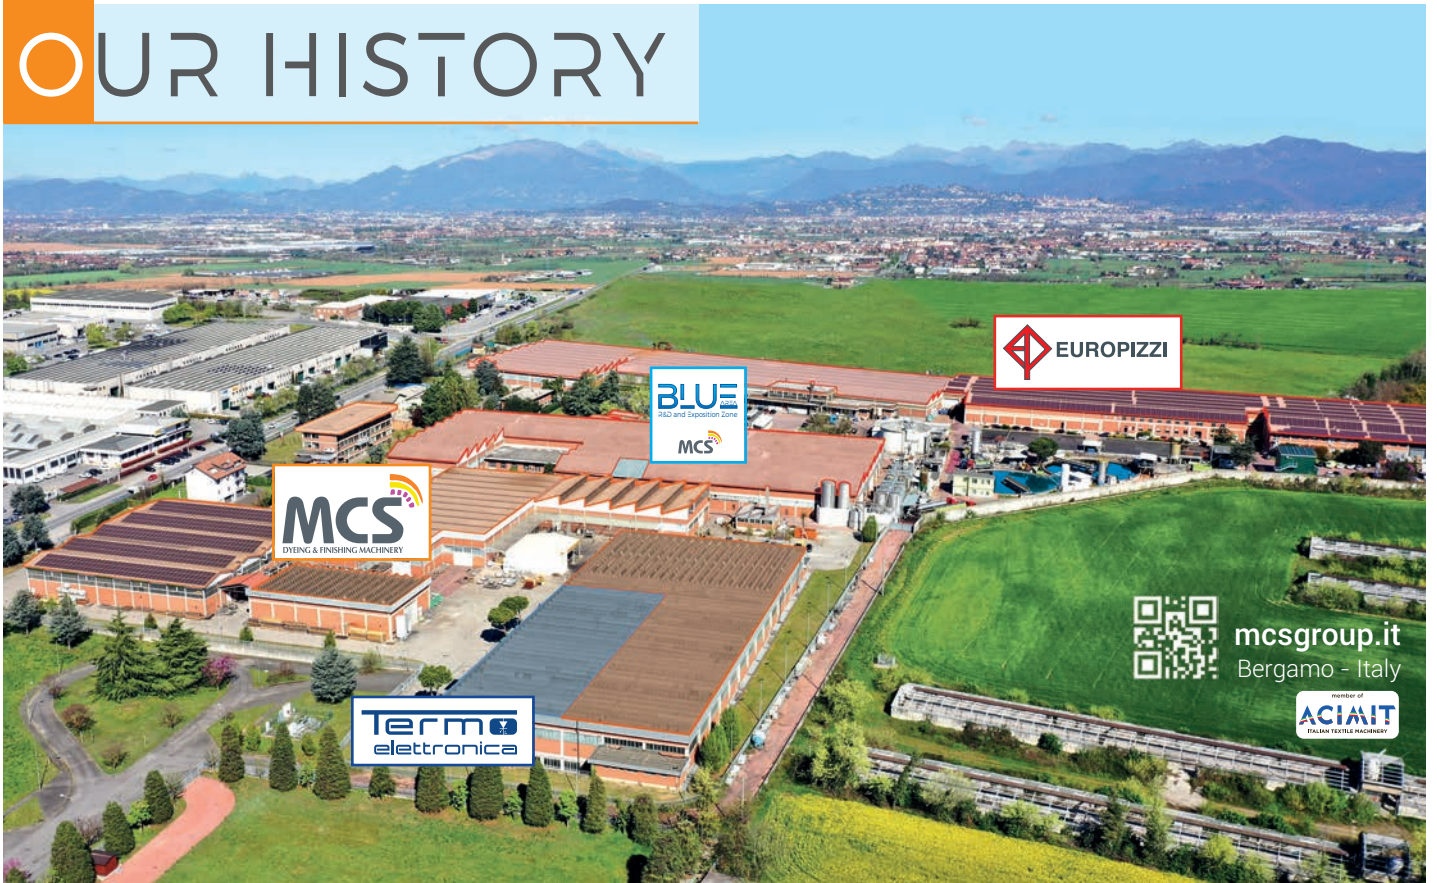 OUR HISTORY
EUROPIZZI
BLUE
AREA
R&D and Exposition Zone
MCS
MCS
DYEING & FINISHING MACHINERY
mcsgroup.it
Bergamo - Italy
member of
ACIMIT
ITALIAN TEXTILE MACHINERY
Termo
elettronica